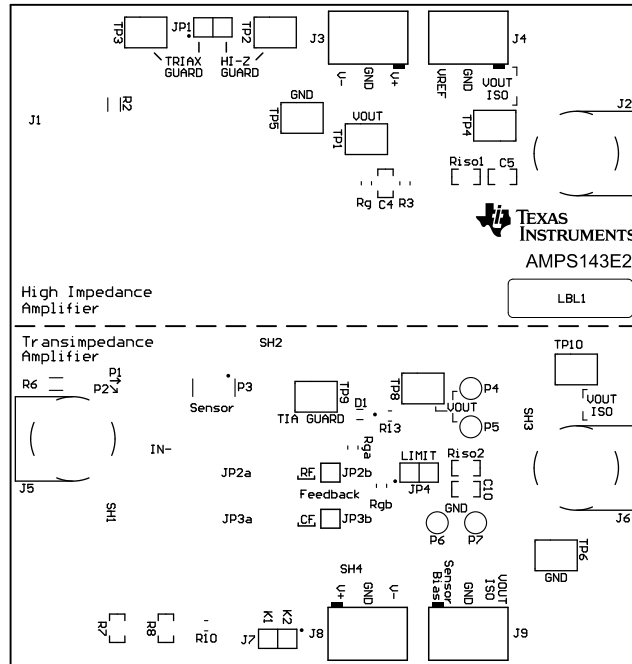 TP3
JP1
TP2
TRIAX GUARD
HI-Z GUARD
J3
V-
GND
V+
J4
VREF
GND
VOUT ISO
J1
R2
GND
TP5
VOUT
TP1
TP4
J2
Riso1
C5
Rg
C4
R3
TEXAS INSTRUMENTS
AMPS143E2
High Impedance
Amplifier
LBL1
Transimpedance
Amplifier
SH2
TP10
R6
P1
P2
P3
Sensor
TP9
TIA GUARD
D1
TP8
R13
VOUT
P4
P5
SH3
VOUT ISO
J5
IN-
Rga
JP2a
RF
JP2b
LIMIT
JP4
Riso2
Feedback
Rgb
C10
GND
SH1
JP3a
CF
JP3b
P6
P7
J6
TP6
GND
SH4
V+
GND
V-
Sensor Bias
GND
VOUT ISO
R7
R8
R10
K1
K2
J7
J8
J9